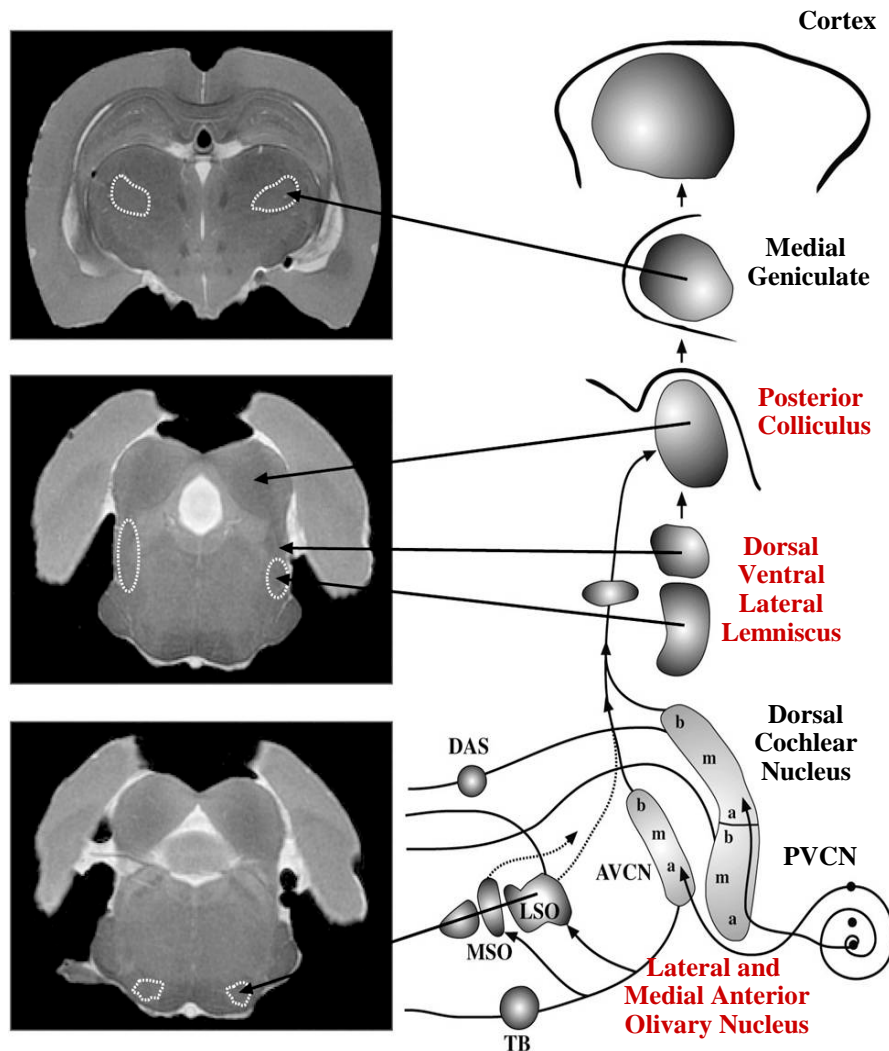 Cortex
Medial
Geniculate
Posterior
Colliculus
Dorsal
Ventral
Lateral
Lemniscus
Dorsal
Cochlear
Nucleus
b
m
a
DAS
b
m
a
b
m
a
PVCN
AVCN
LSO
MSO
Lateral and
Medial Anterior
Olivary Nucleus
TB